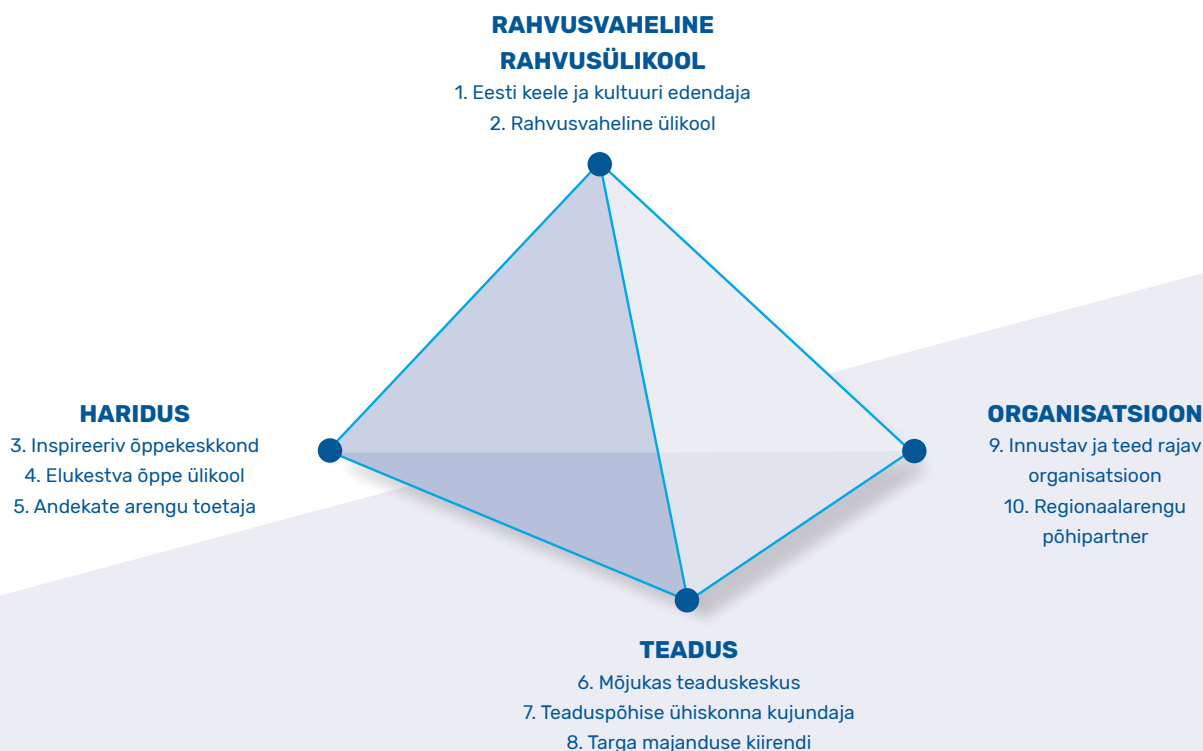 RAHVUSVAHELINE
RAHVUSÜLIKOOL
1. Eesti keele ja kultuuri edendaja
2. Rahvusvaheline ülikool
HARIDUS
3. Inspireeriv õppekeskkond
4. Elukestva õppe ülikool
5. Andekate arengu toetaja
ORGANISATSIOON
9. Innustav ja teed rajav
organisatsioon
10. Regionaalarengu
põhipartner
TEADUS
6. Mõjukas teaduskeskus
7. Teaduspõhise ühiskonna kujundaja
8. Targa majanduse kiirendi